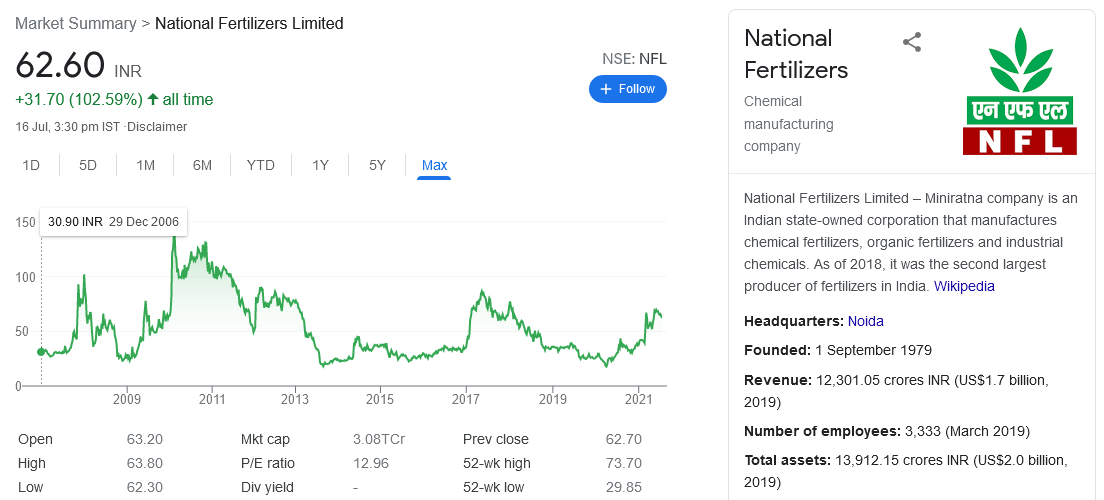 Market Summary > National Fertilizers Limited
62.60 INR
+31.70 (102.59%) ↑ all time
16 Jul, 3:30 pm IST ·Disclaimer
NSE: NFL
+ Follow
1D 5D 1M 6M YTD 1Y 5Y Max
30.90 INR 29 Dec 2006
150
100
50
0
2009 2011 2013 2015 2017 2019 2021
Open 63.20 Mkt cap 3.08TCr Prev close 62.70
High 63.80 P/E ratio 12.96 52-wk high 73.70
Low 62.30 Div yield - 52-wk low 29.85
National
Fertilizers
Chemical
manufacturing
company
एन एफ एल
NFL
National Fertilizers Limited – Miniratna company is an
Indian state-owned corporation that manufactures
chemical fertilizers, organic fertilizers and industrial
chemicals. As of 2018, it was the second largest
producer of fertilizers in India. Wikipedia
Headquarters: Noida
Founded: 1 September 1979
Revenue: 12,301.05 crores INR (US$1.7 billion,
2019)
Number of employees: 3,333 (March 2019)
Total assets: 13,912.15 crores INR (US$2.0 billion,
2019)